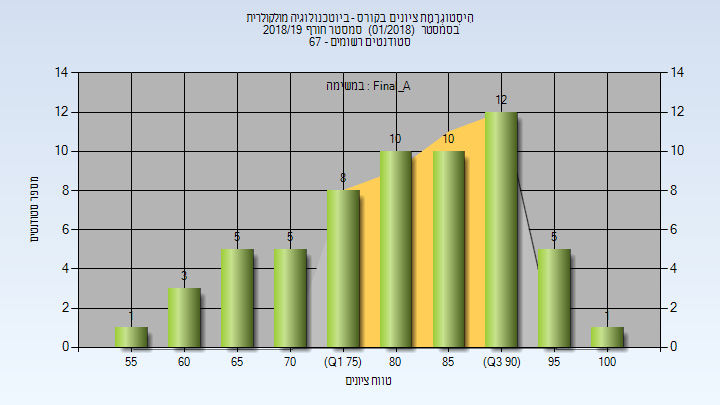 הִיסְטוֹגְרָמַת ציונים בקורס - ביוטכנולוגיה מולקולרית
בסמסטר (01/2018) סמסטר חורף 2018/19
סטודנטים רשומים - 67
במשימה : Final_A
14 14
12 12
12
10 10
10 10
8 8
8
6 6
5 5 5
4 4
3
2 2
1 1
0 0
55 60 65 70 (Q1 75) 80 85 (Q3 90) 95 100
מספר סטודנטים
טווח ציונים